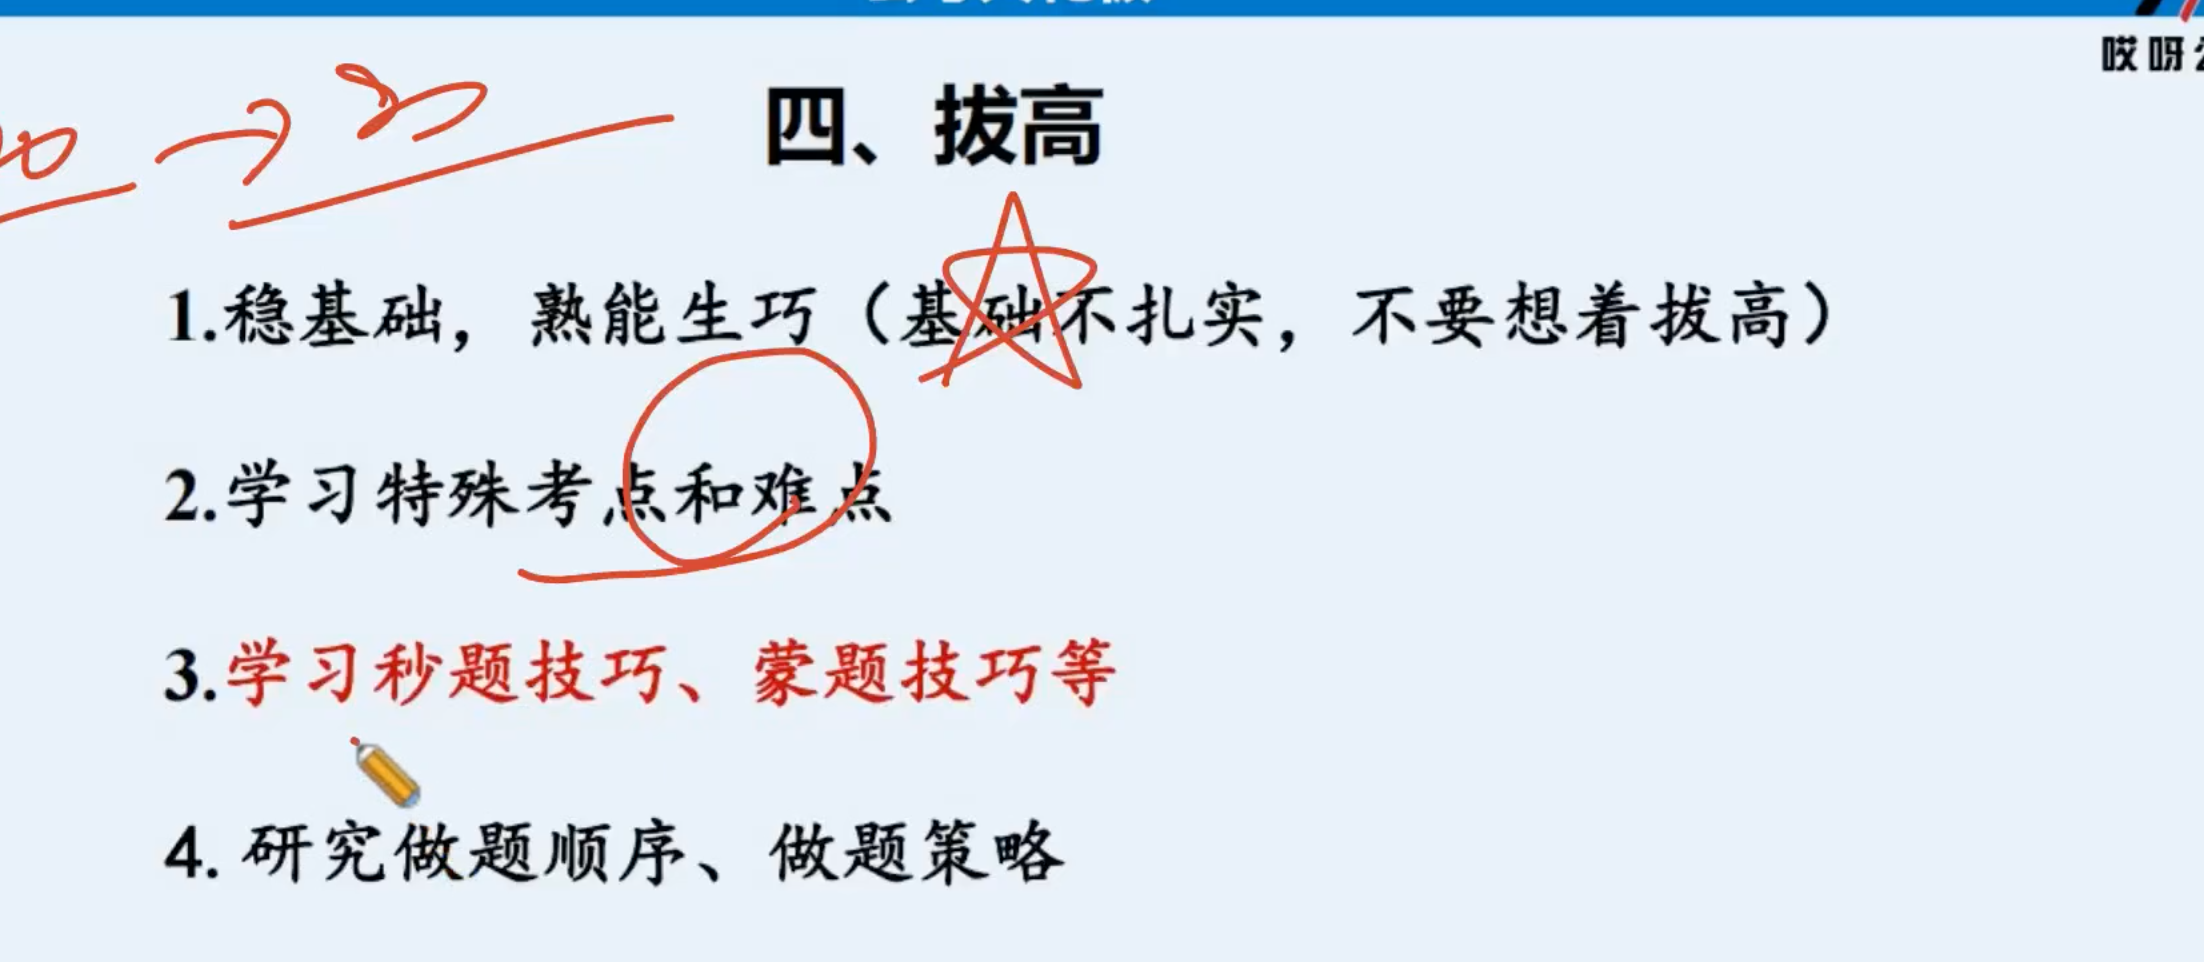 哎呀
四、拔高
1.稳基础，熟能生巧（基础不扎实，不要想着拔高）
2.学习特殊考点和难点
3.学习秒题技巧、蒙题技巧等
4. 研究做题顺序、做题策略